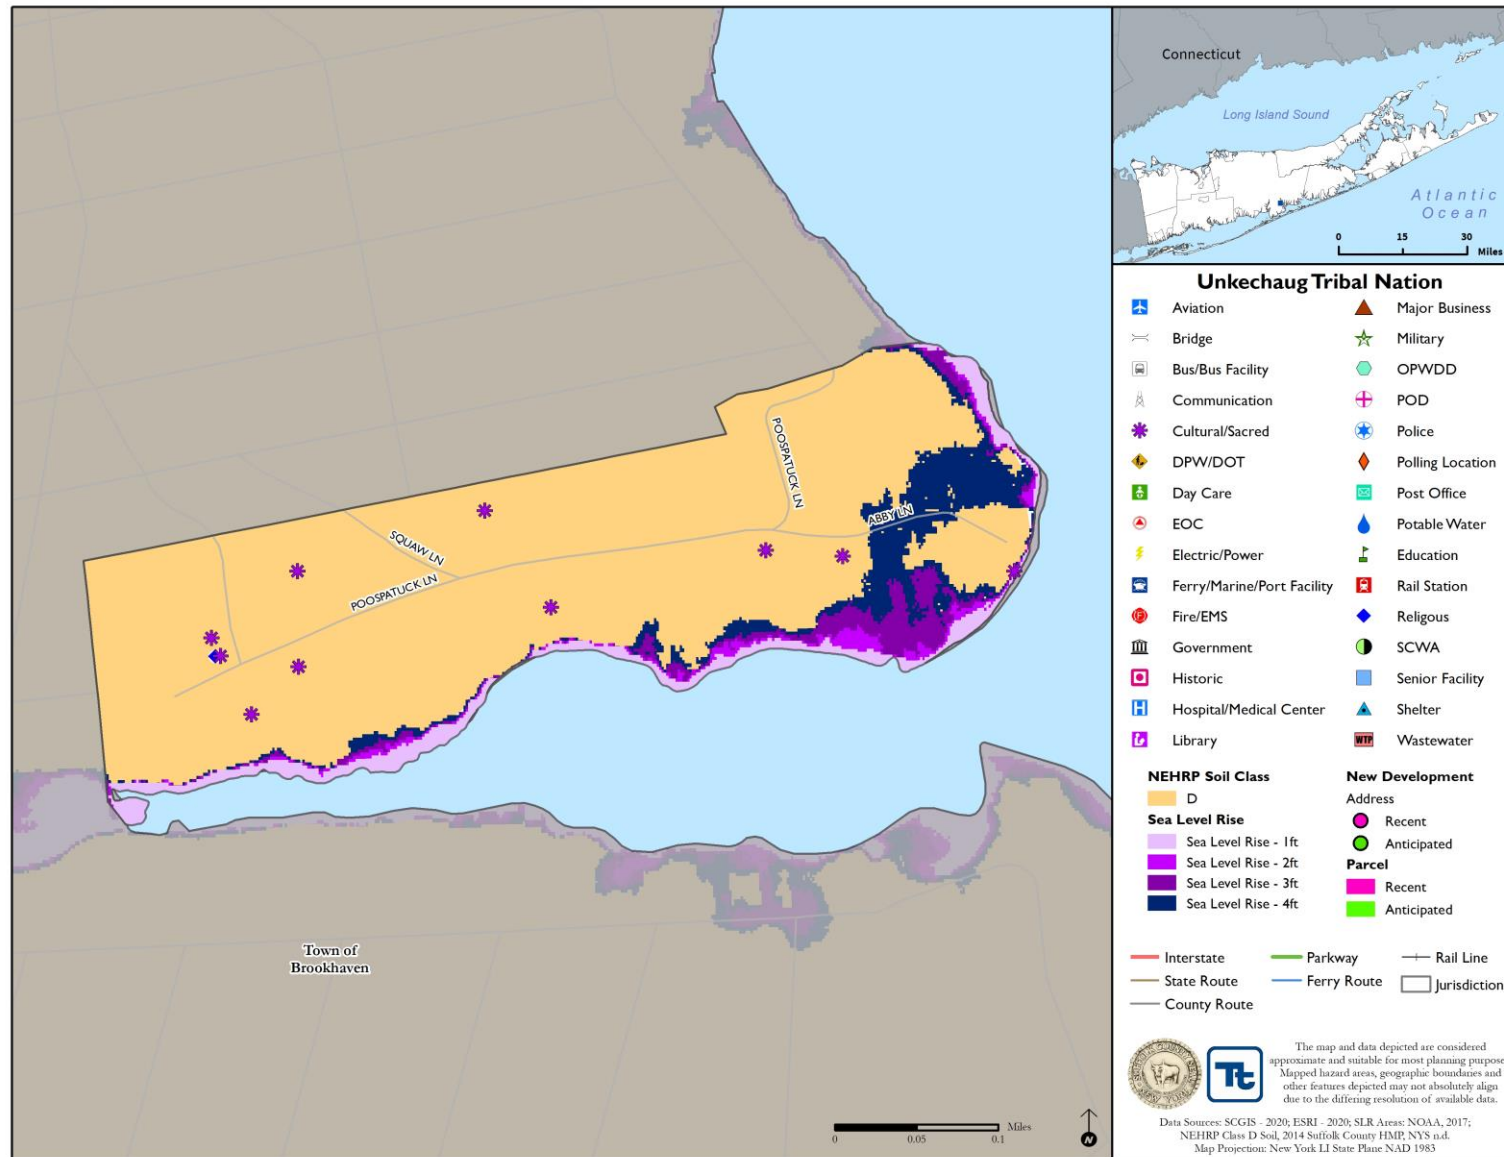 POOSPATUCK LN
ABBY LN
SQUAW LN
POOSPATUCK LN
Town of
Brookhaven
Miles
0 0.05 0.1
N
Connecticut
Long Island Sound
Atlantic
Ocean
0 15 30
Miles
Unkechaug Tribal Nation
Aviation
Bridge
Bus/Bus Facility
Communication
Cultural/Sacred
DPW/DOT
Day Care
EOC
Electric/Power
Ferry/Marine/Port Facility
Fire/EMS
Government
Historic
Hospital/Medical Center
Library
Major Business
Military
OPWDD
POD
Police
Polling Location
Post Office
Potable Water
Education
Rail Station
Religous
SCWA
Senior Facility
Shelter
WTP Wastewater
NEHRP Soil Class
D
Sea Level Rise
Sea Level Rise - 1ft
Sea Level Rise - 2ft
Sea Level Rise - 3ft
Sea Level Rise - 4ft
New Development
Address
Recent
Anticipated
Parcel
Recent
Anticipated
Interstate
State Route
County Route
Parkway
Ferry Route
Rail Line
Jurisdiction
Tt
The map and data depicted are considered
approximate and suitable for most planning purpose
Mapped hazard areas, geographic boundaries and
other features depicted may not absolutely align
due to the differing resolution of available data.
Data Sources: SCGIS - 2020; ESRI - 2020; SLR Areas: NOAA, 2017;
NEHRP Class D Soil, 2014 Suffolk County HMP, NYS n.d.
Map Projection: New York LI State Plane NAD 1983